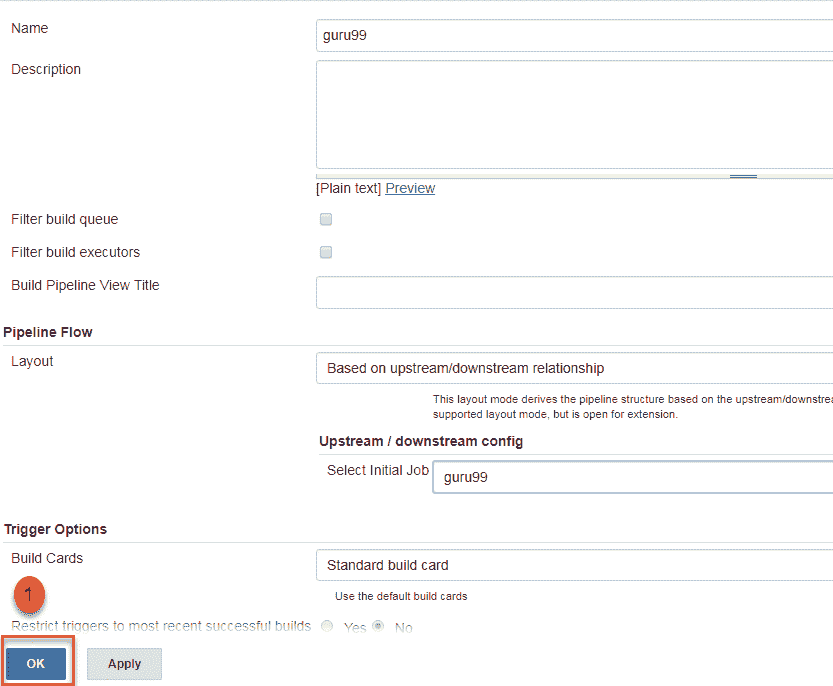 Name
guru99
Description
[Plain text] Preview
Filter build queue
Filter build executors
Build Pipeline View Title
Pipeline Flow
Layout
Based on upstream/downstream relationship
This layout mode derives the pipeline structure based on the upstream/downstrea
supported layout mode, but is open for extension.
Upstream / downstream config
Select Initial Job
guru99
Trigger Options
Build Cards
Standard build card
1
Use the default build cards
Restrict triggers to most recent successful builds Yes No
OK Apply